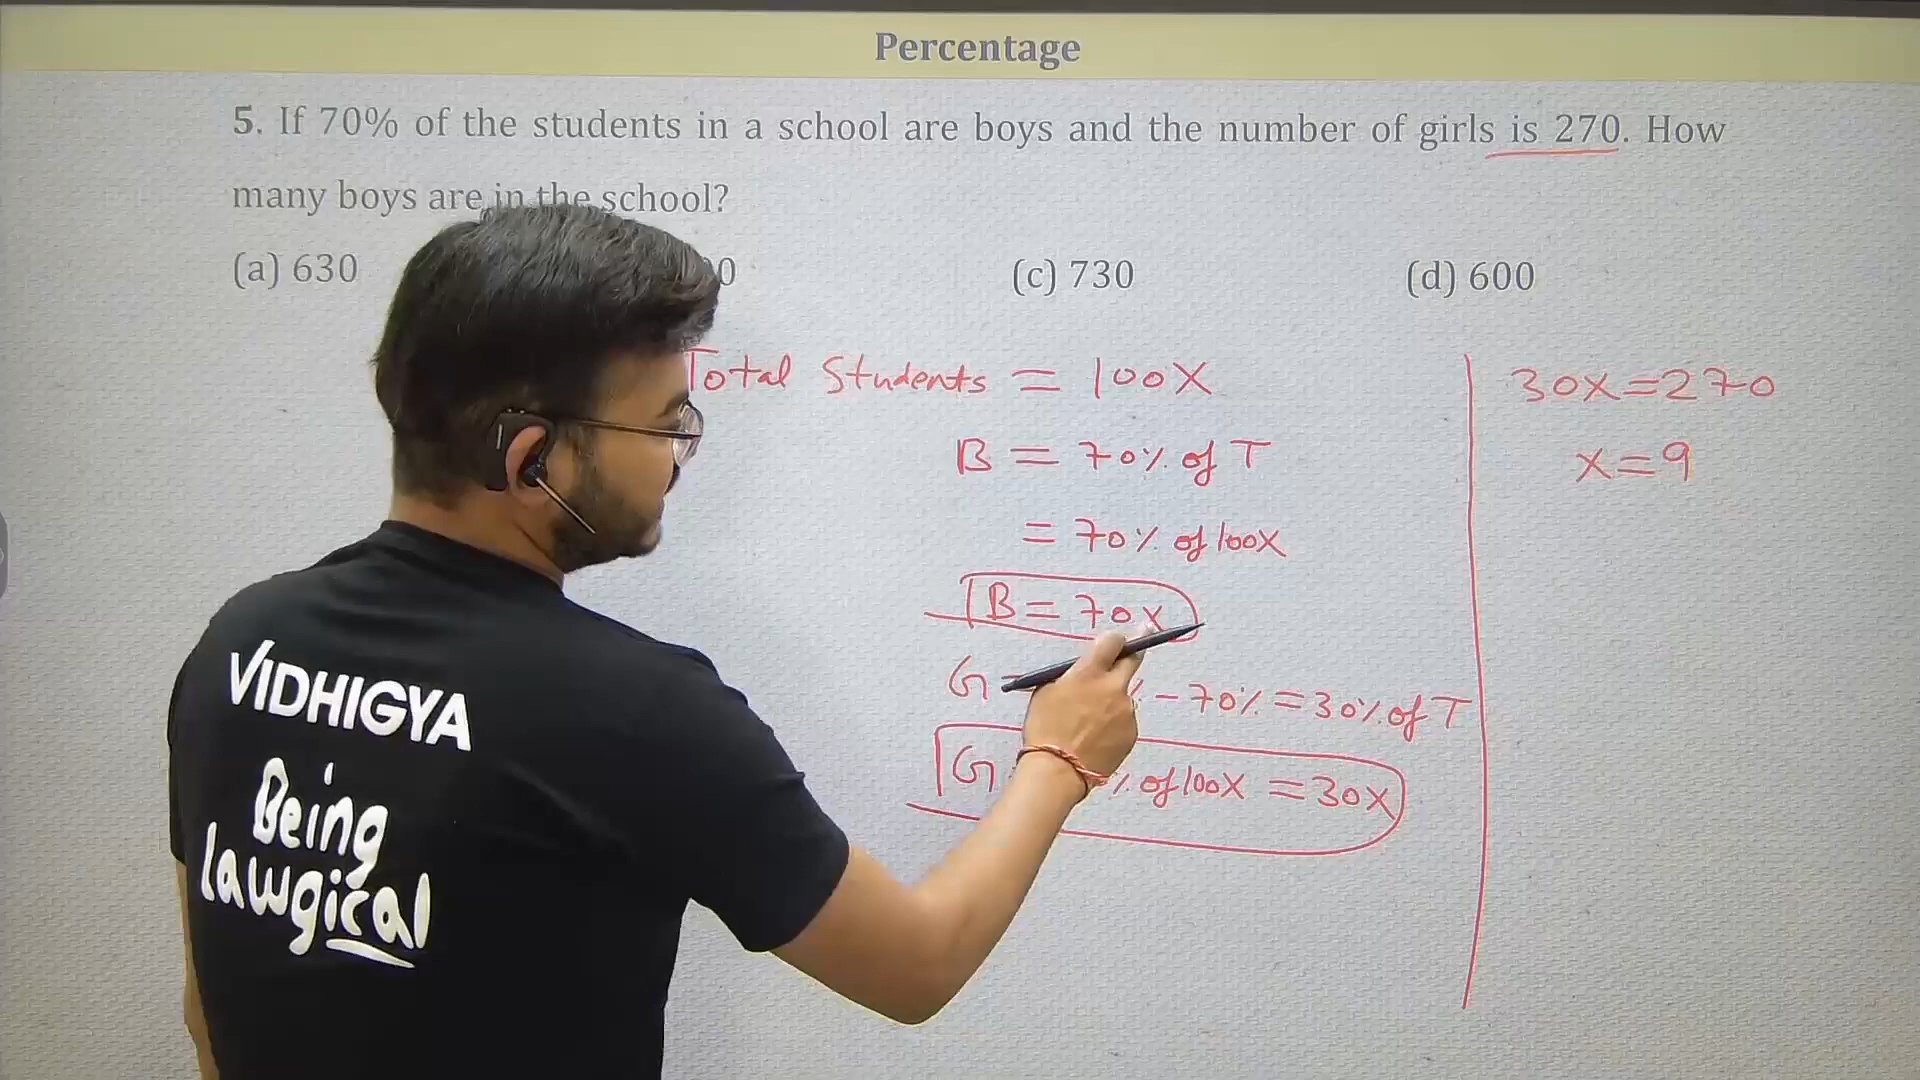 Percentage
5. If 70% of the students in a school are boys and the number of girls is 270. How
many boys are in the school?
(a) 630 0 (c) 730 (d) 600
Total Students = 100X
B = 70% of T
= 70% of 100X
B = 70X
G = % - 70% = 30% of T
G % of 100X = 30X
30X = 270
X = 9
VIDHIGYA
Being
Lawgical